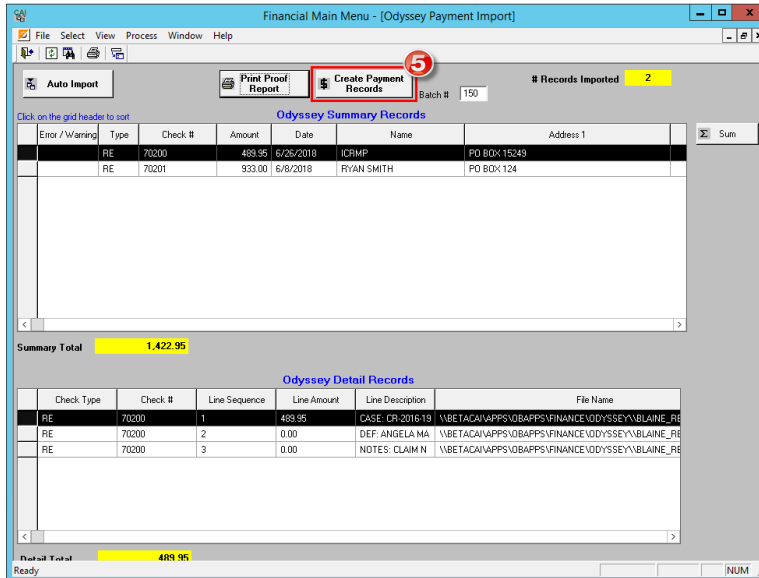 Financial Main Menu - [Odyssey Payment Import]
File Select View Process Window Help
5
Auto Import
Print Proof
Report
$ Create Payment
Records
Batch # 150
# Records Imported 2
Click on the grid header to sort
Odyssey Summary Records
Error / Warning Type Check # Amount Date Name Address 1
Σ Sum
RE 70200 489.95 6/26/2018 ICRMP PO BOX 15249
RE 70201 933.00 6/8/2018 RYAN SMITH PO BOX 124
Summary Total 1,422.95
Odyssey Detail Records
Check Type Check # Line Sequence Line Amount Line Description File Name
RE 70200 1 489.95 CASE: CR-2016-19 \\BETACAI\APPS\OBAPPS\FINANCE\ODYSSEY\\BLAINE_RE
RE 70200 2 0.00 DEF: ANGELA MA \\BETACAI\APPS\OBAPPS\FINANCE\ODYSSEY\\BLAINE_RE
RE 70200 3 0.00 NOTES: CLAIM N \\BETACAI\APPS\OBAPPS\FINANCE\ODYSSEY\\BLAINE_RE
Detail Total 489.95
Ready NUM